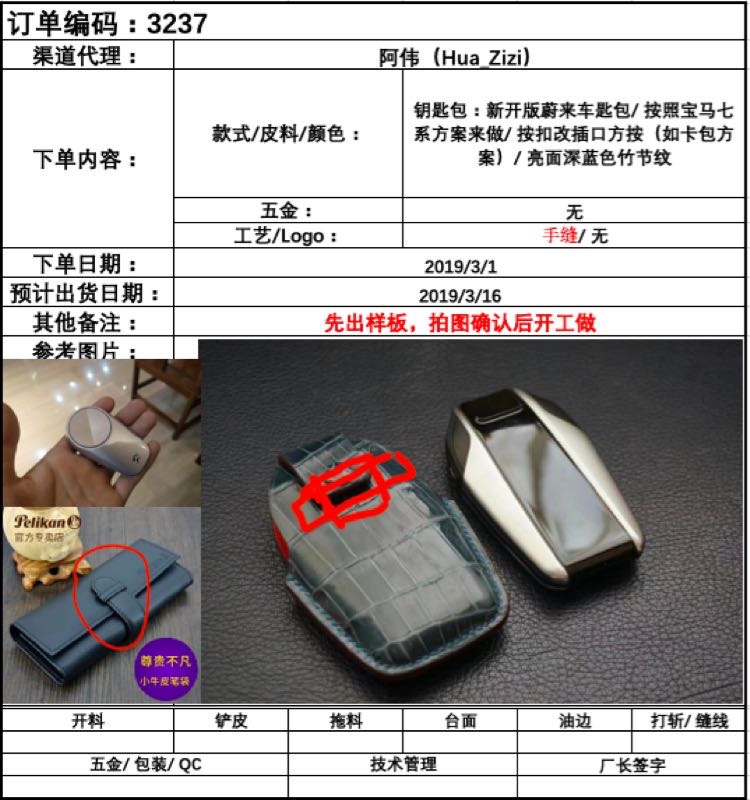 订单编码：3237
渠道代理：
阿伟（Hua_Zizi）
下单内容：
款式/皮料/颜色：
钥匙包：新开版蔚来车匙包/ 按照宝马七
系方案来做/ 按扣改插口方按（如卡包方
案）/ 亮面深蓝色竹节纹
五金：
无
工艺/Logo：
手缝/ 无
下单日期：
2019/3/1
预计出货日期：
2019/3/16
其他备注：
先出样板，拍图确认后开工做
参考图片：
Pelikan
官方专卖店
尊贵不凡
小牛皮笔袋
开料
铲皮
拖料
台面
油边
打斩/ 缝线
五金/ 包装/ QC
技术管理
厂长签字